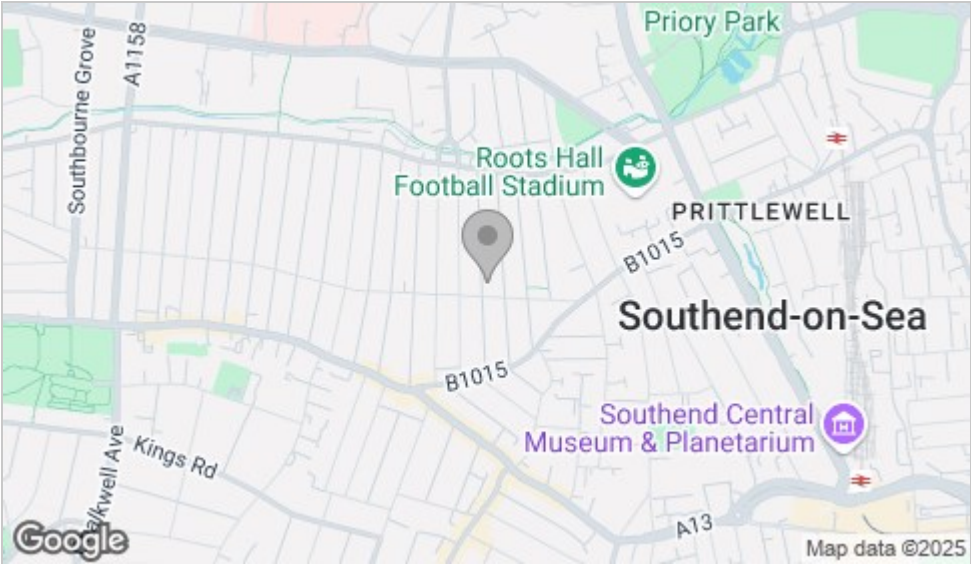 Priory Park
Southbourne Grove
A1158
Roots Hall
Football Stadium
PRITTLEWELL
B1015
Southend-on-Sea
B1015
Southend Central
Museum & Planetarium
Kings Rd
A13
Google
Map data ©2025